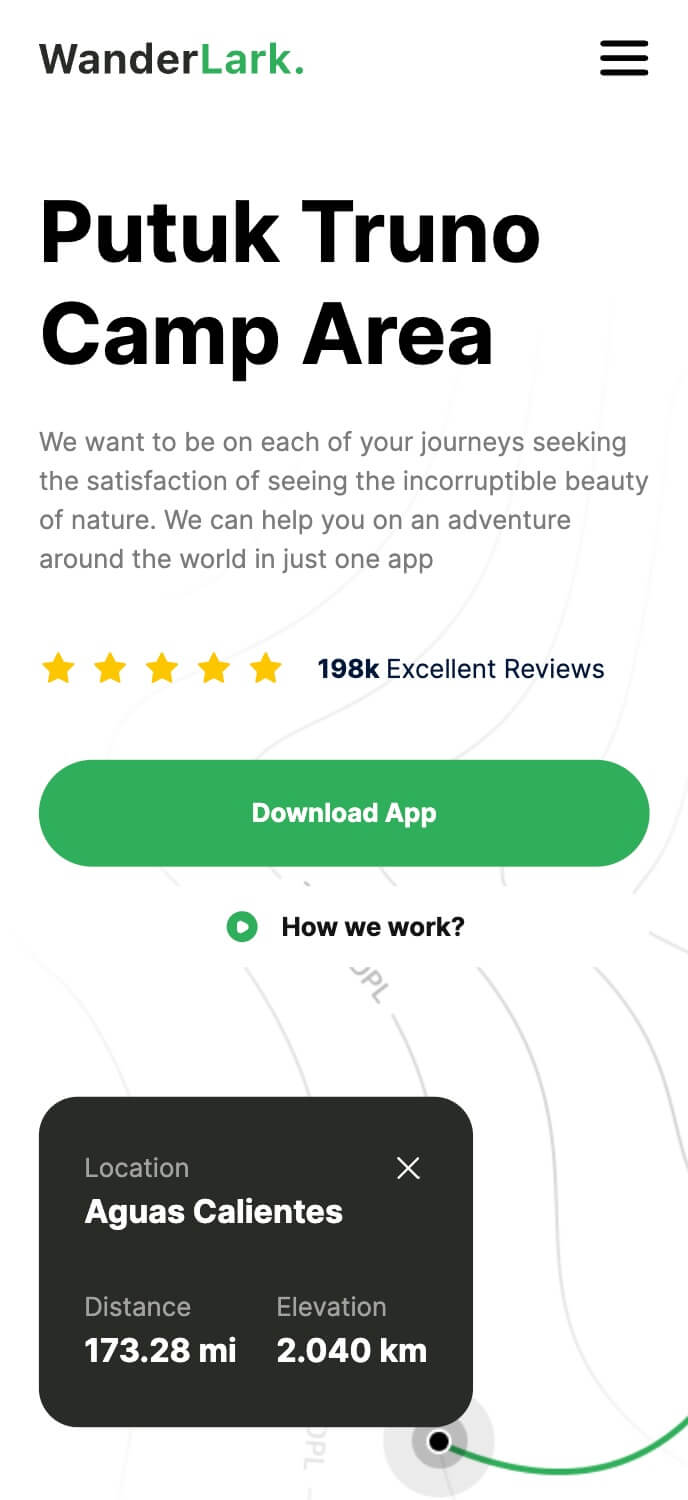 WanderLark.
Putuk Truno
Camp Area
We want to be on each of your journeys seeking
the satisfaction of seeing the incorruptible beauty
of nature. We can help you on an adventure
around the world in just one app
198k Excellent Reviews
Download App
How we work?
Location
Aguas Calientes
Distance Elevation
173.28 mi 2.040 km